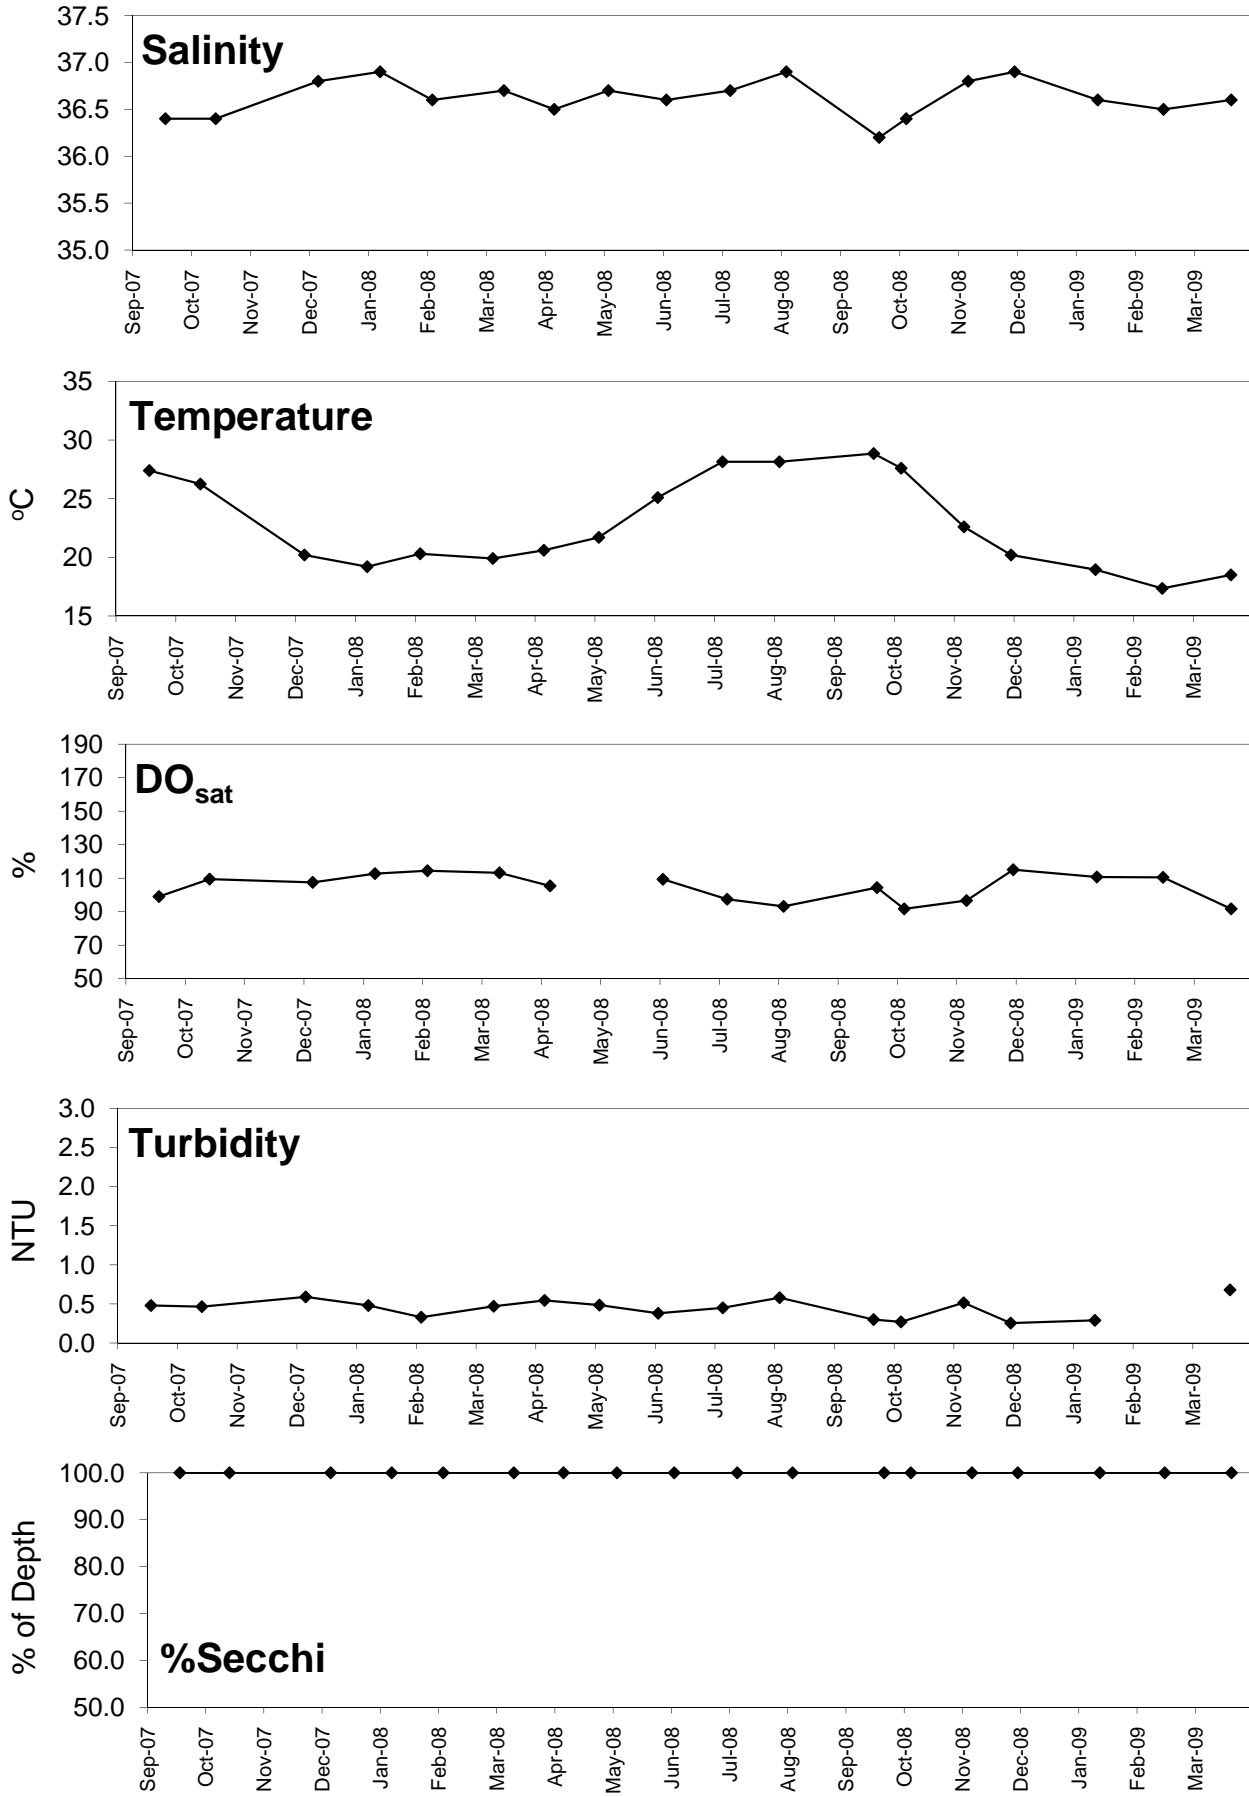 37.5
37.0
36.5
36.0
35.5
35.0
Salinity
Sep-07 Oct-07 Nov-07 Dec-07 Jan-08 Feb-08 Mar-08 Apr-08 May-08 Jun-08 Jul-08 Aug-08 Sep-08 Oct-08 Nov-08 Dec-08 Jan-09 Feb-09 Mar-09
35
30
25
20
15
ºC
Temperature
Sep-07 Oct-07 Nov-07 Dec-07 Jan-08 Feb-08 Mar-08 Apr-08 May-08 Jun-08 Jul-08 Aug-08 Sep-08 Oct-08 Nov-08 Dec-08 Jan-09 Feb-09 Mar-09
190
170
150
130
110
90
70
50
%
DOsat
Sep-07 Oct-07 Nov-07 Dec-07 Jan-08 Feb-08 Mar-08 Apr-08 May-08 Jun-08 Jul-08 Aug-08 Sep-08 Oct-08 Nov-08 Dec-08 Jan-09 Feb-09 Mar-09
3.0
2.5
2.0
1.5
1.0
0.5
0.0
NTU
Turbidity
Sep-07 Oct-07 Nov-07 Dec-07 Jan-08 Feb-08 Mar-08 Apr-08 May-08 Jun-08 Jul-08 Aug-08 Sep-08 Oct-08 Nov-08 Dec-08 Jan-09 Feb-09 Mar-09
100.0
90.0
80.0
70.0
60.0
50.0
% of Depth
%Secchi
Sep-07 Oct-07 Nov-07 Dec-07 Jan-08 Feb-08 Mar-08 Apr-08 May-08 Jun-08 Jul-08 Aug-08 Sep-08 Oct-08 Nov-08 Dec-08 Jan-09 Feb-09 Mar-09